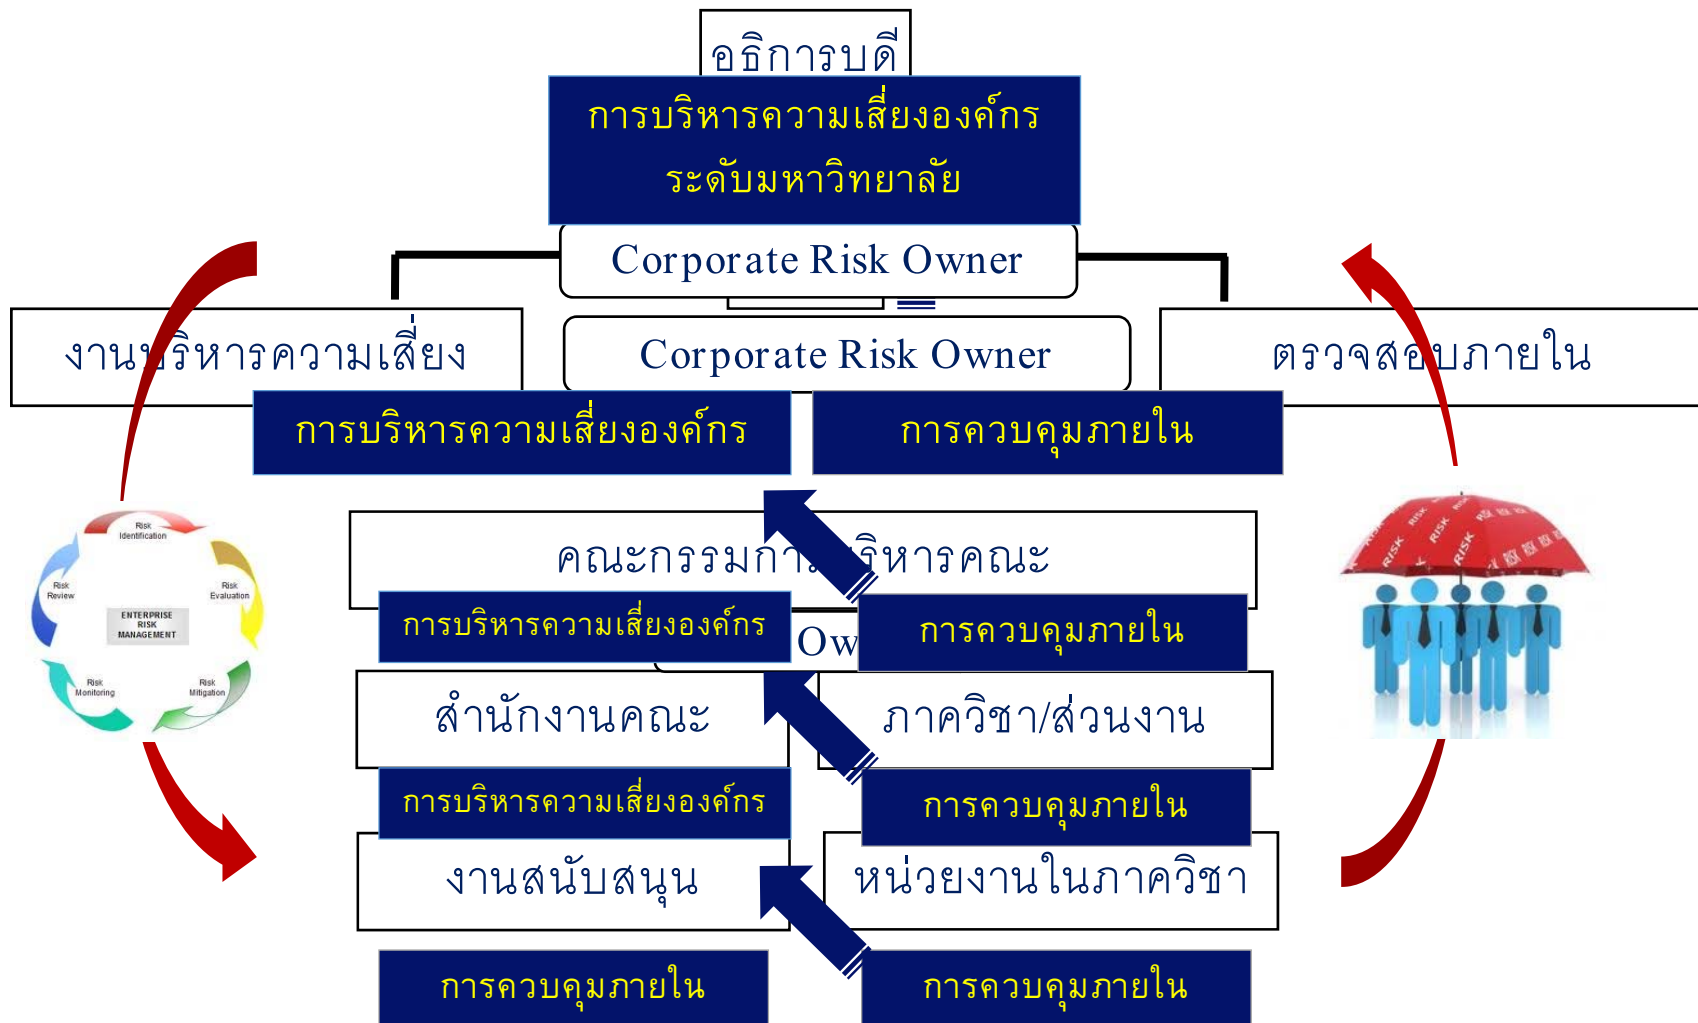 อธิการบดี
การบริหารความเสี่ยงองค์กร
ระดับมหาวิทยาลัย
Corporate Risk Owner
งานบริหารความเสี่ยง
Corporate Risk Owner
ตรวจสอบภายใน
การบริหารความเสี่ยงองค์กร
การควบคุมภายใน
คณะกรรมการบริหารคณะ
Risk
Identification
Risk
Evaluation
Risk
Mitigation
Risk
Monitoring
Risk
Review
ENTERPRISE
RISK
MANAGEMENT
RISK RISK RISK RISK RISK RISK RISK RISK
การบริหารความเสี่ยงองค์กร
Ow
การควบคุมภายใน
สำนักงานคณะ
ภาควิชา/ส่วนงาน
การบริหารความเสี่ยงองค์กร
การควบคุมภายใน
งานสนับสนุน
หน่วยงานในภาควิชา
การควบคุมภายใน
การควบคุมภายใน